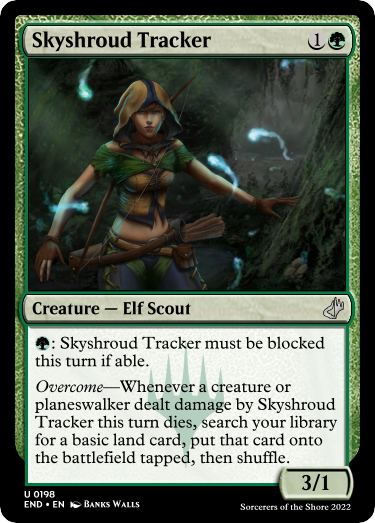 Skyshroud Tracker 1
Creature — Elf Scout
: Skyshroud Tracker must be blocked
this turn if able.
Overcome—Whenever a creature or
planeswalker dealt damage by Skyshroud
Tracker this turn dies, search your library
for a basic land card, put that card onto
the battlefield tapped, then shuffle.
3/1
U 0198
END • EN Banks Walls
Sorcerers of the Shore 2022